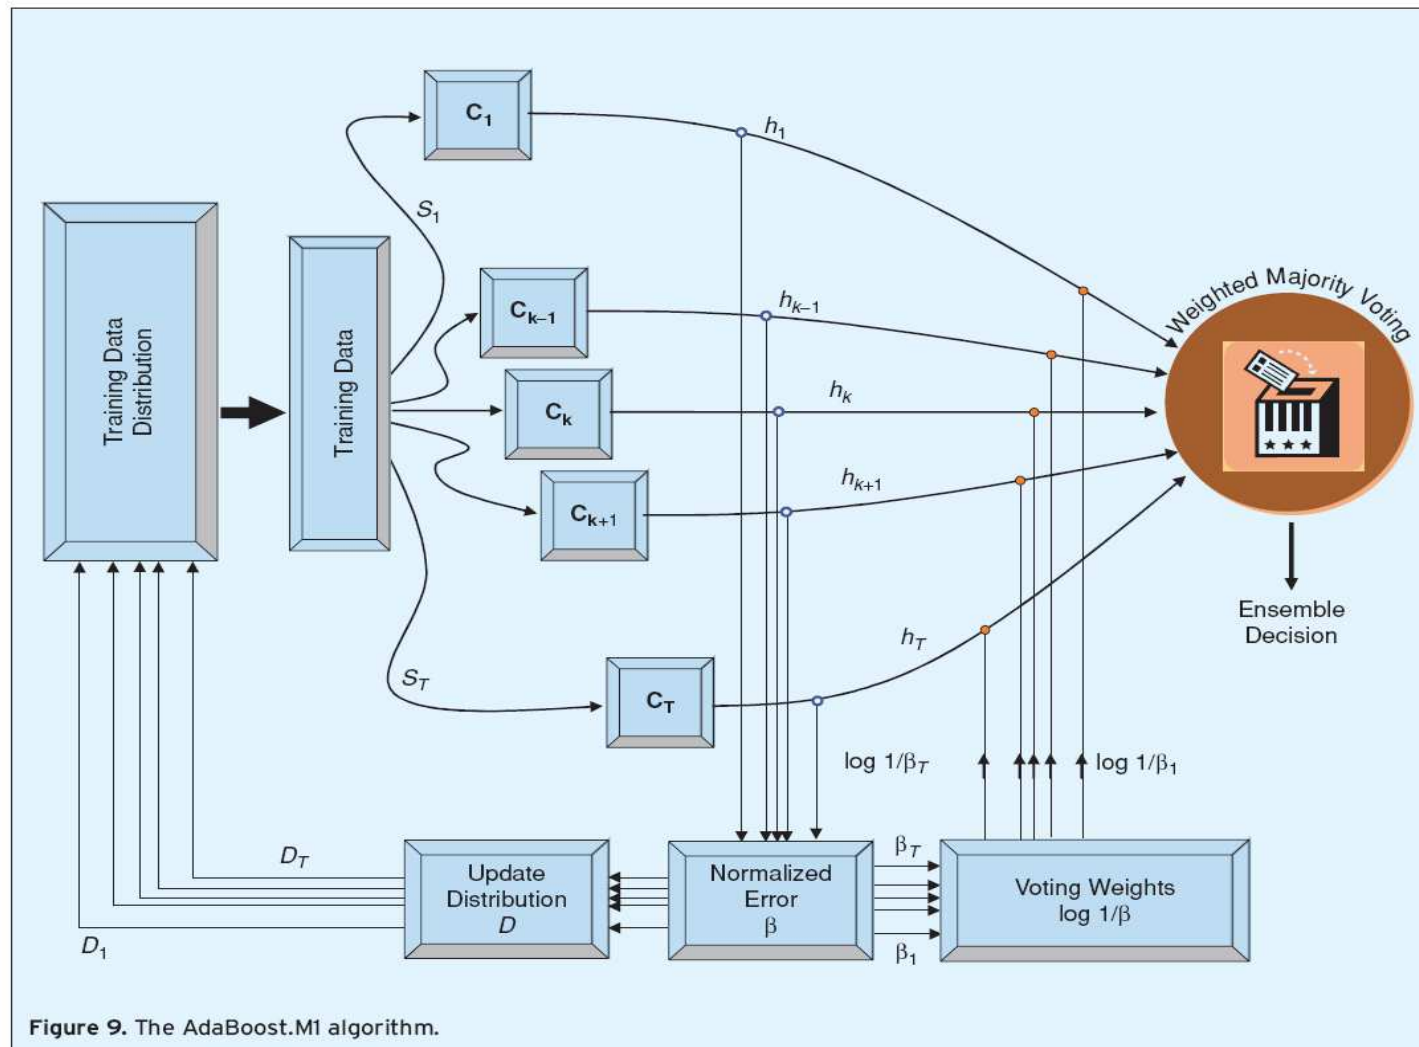 C1
h1
S1
Weighted Majority Voting
Training Data
Distribution
Training Data
Ck–1
hk–1
Ck
hk
Ck+1
hk+1
Ensemble
Decision
hT
ST
CT
log 1/βT
log 1/β1
DT
Update
Distribution
D
Normalized
Error
β
βT
Voting Weights
log 1/β
D1
β1
Figure 9. The AdaBoost.M1 algorithm.